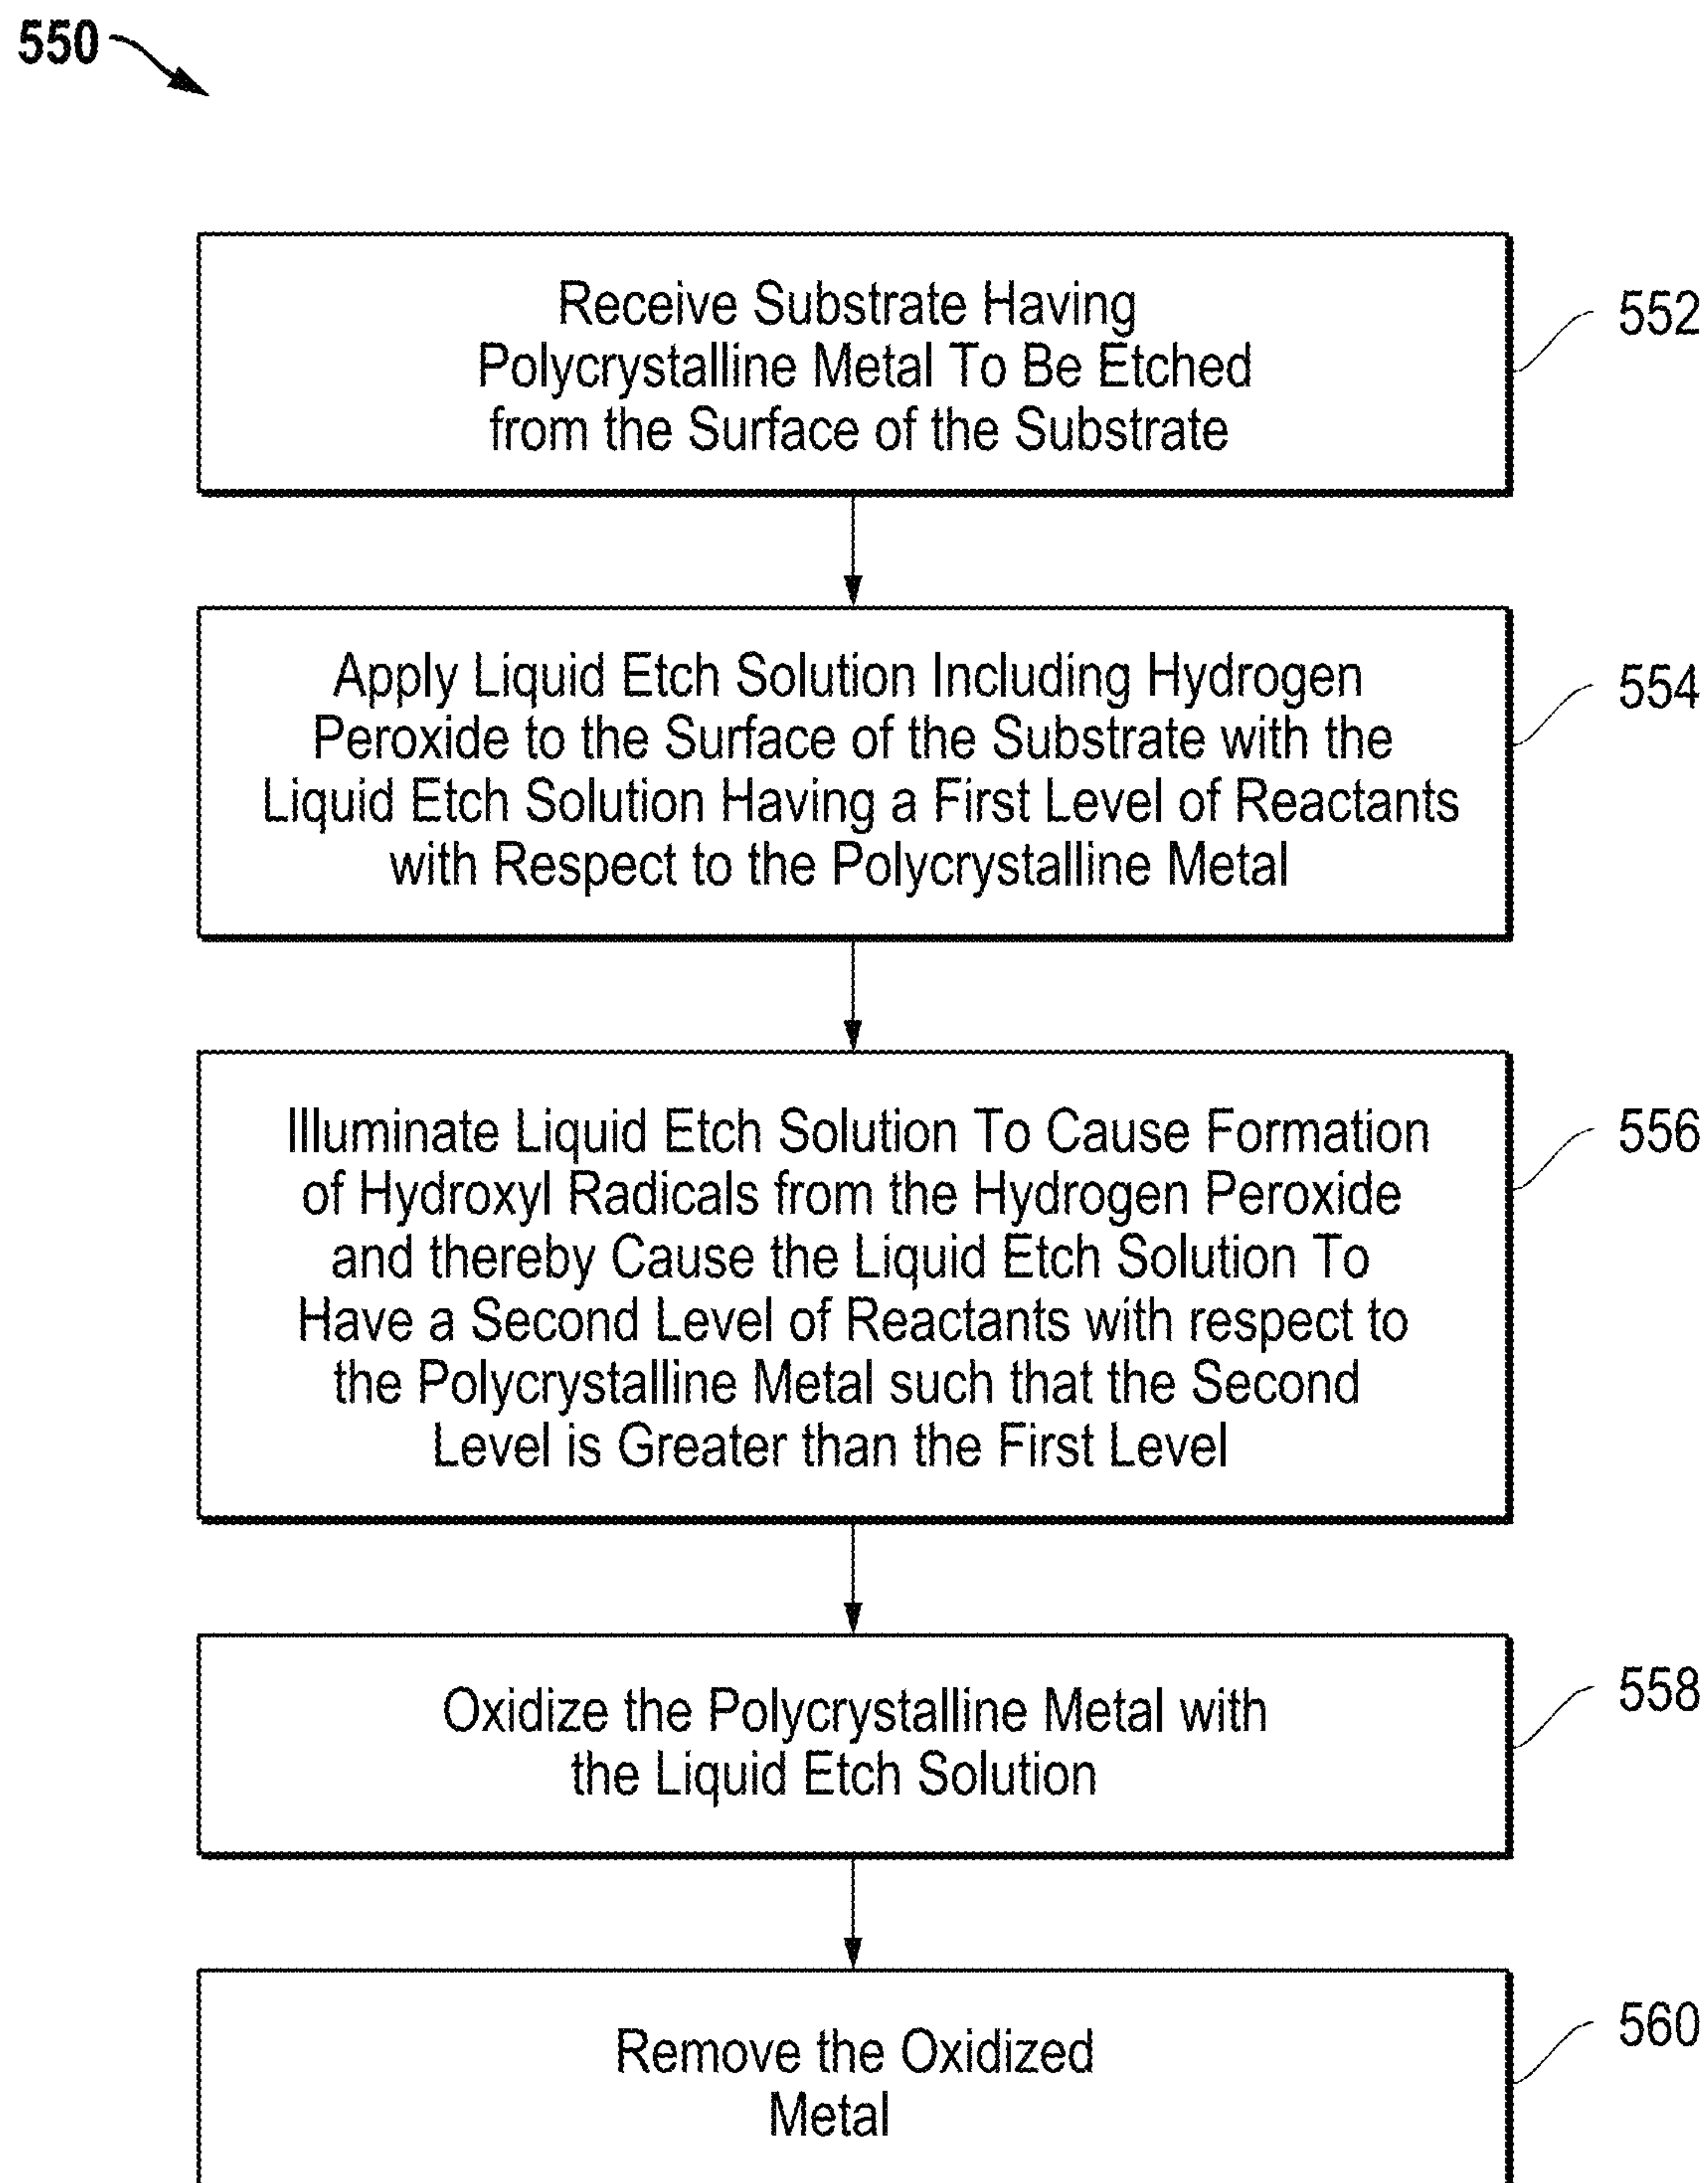 550
Receive Substrate Having
Polycrystalline Metal To Be Etched
from the Surface of the Substrate
552
Apply Liquid Etch Solution Including Hydrogen
Peroxide to the Surface of the Substrate with the
Liquid Etch Solution Having a First Level of Reactants
with Respect to the Polycrystalline Metal
554
Illuminate Liquid Etch Solution To Cause Formation
of Hydroxyl Radicals from the Hydrogen Peroxide
and thereby Cause the Liquid Etch Solution To
Have a Second Level of Reactants with respect to
the Polycrystalline Metal such that the Second
Level is Greater than the First Level
556
Oxidize the Polycrystalline Metal with
the Liquid Etch Solution
558
Remove the Oxidized
Metal
560